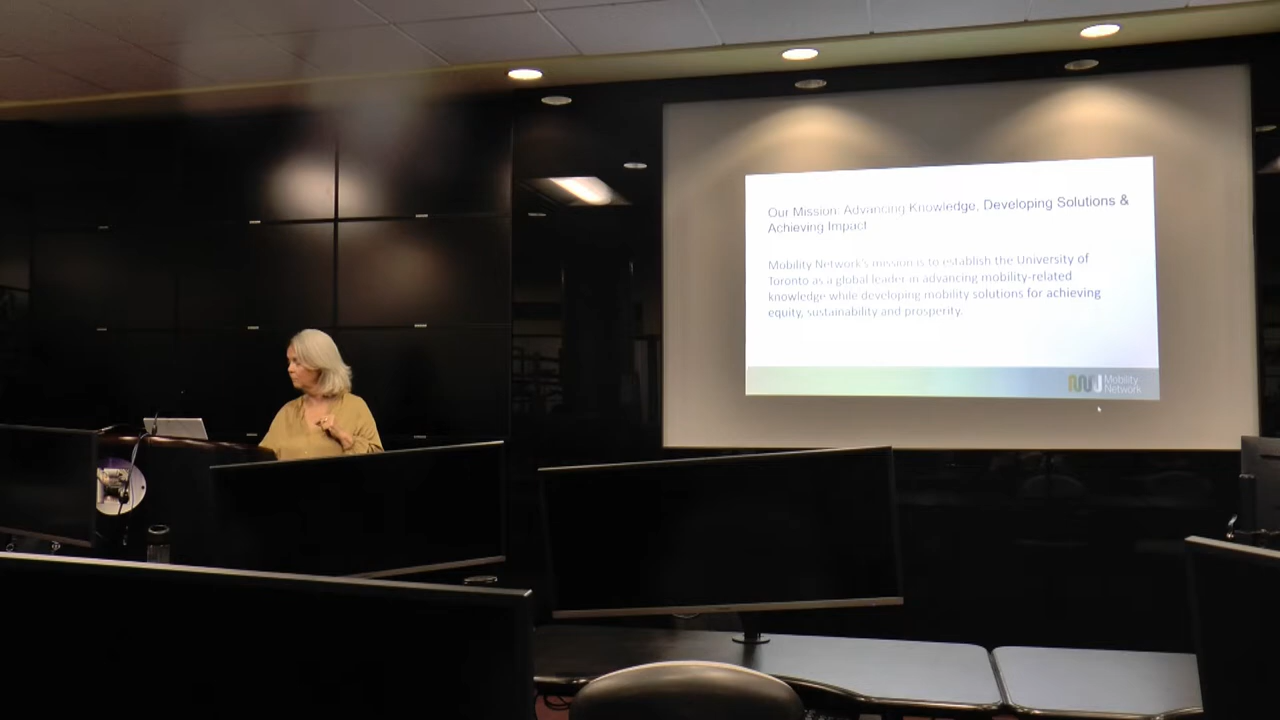 Our Mission: Advancing Knowledge, Developing Solutions &
Achieving Impact
Mobility Network's mission is to establish the University of
Toronto as a global leader in advancing mobility-related
knowledge while developing mobility solutions for achieving
equity, sustainability and prosperity.
Mobility
Network